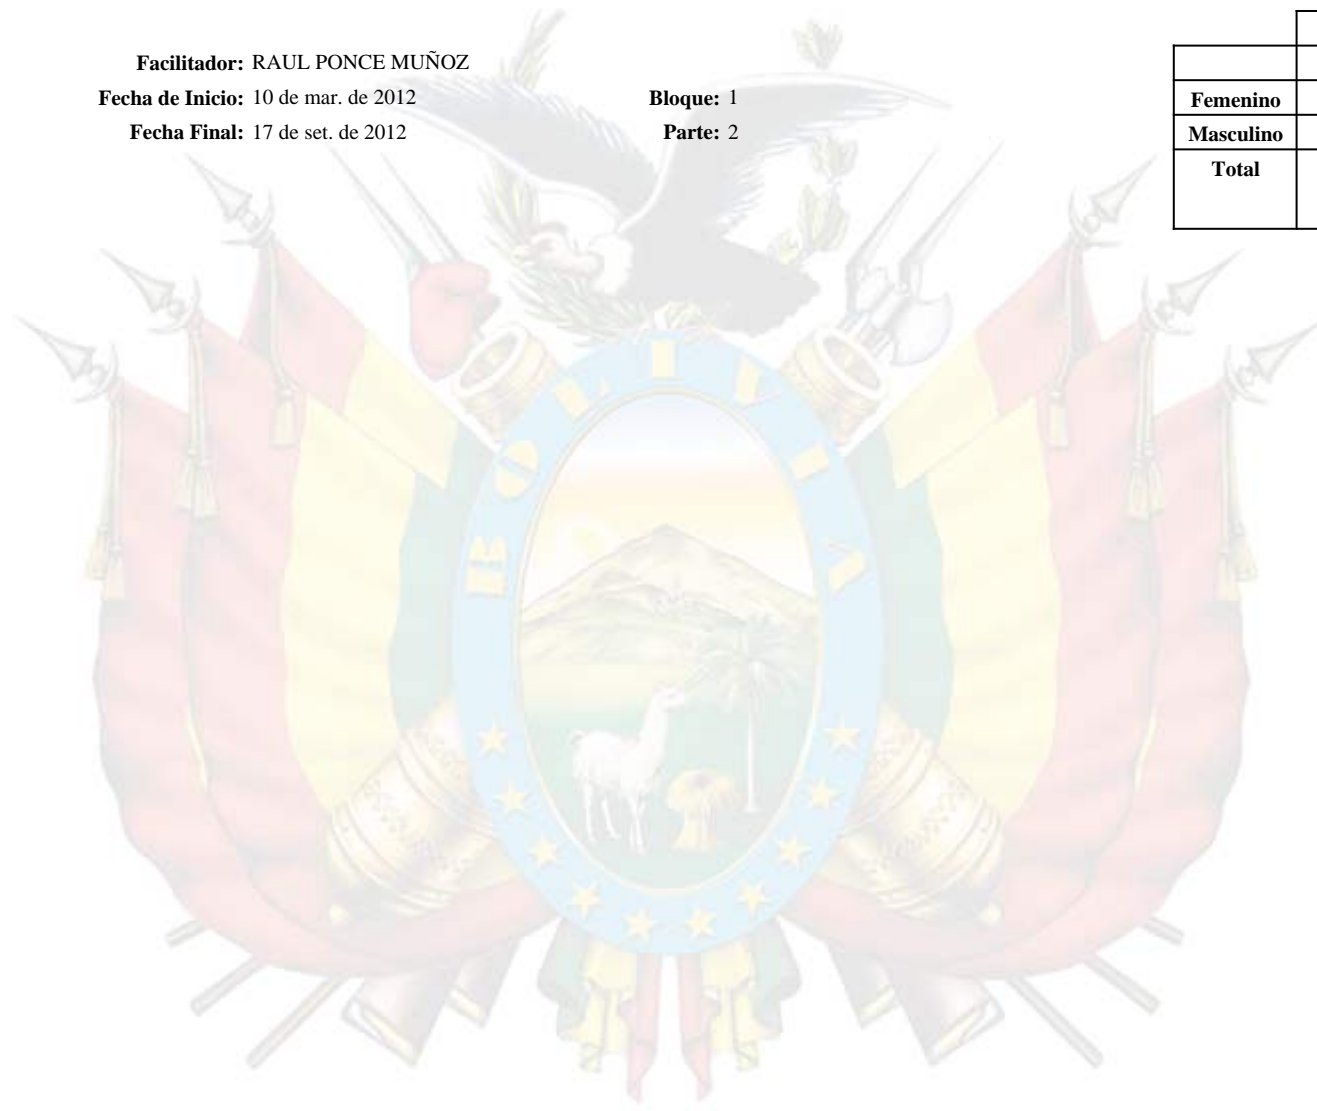 Facilitador: RAUL PONCE MUÑOZ
Fecha de Inicio: 10 de mar. de 2012 Bloque: 1
Fecha Final: 17 de set. de 2012 Parte: 2
Femenino
Masculino
Total
BOLIVIA